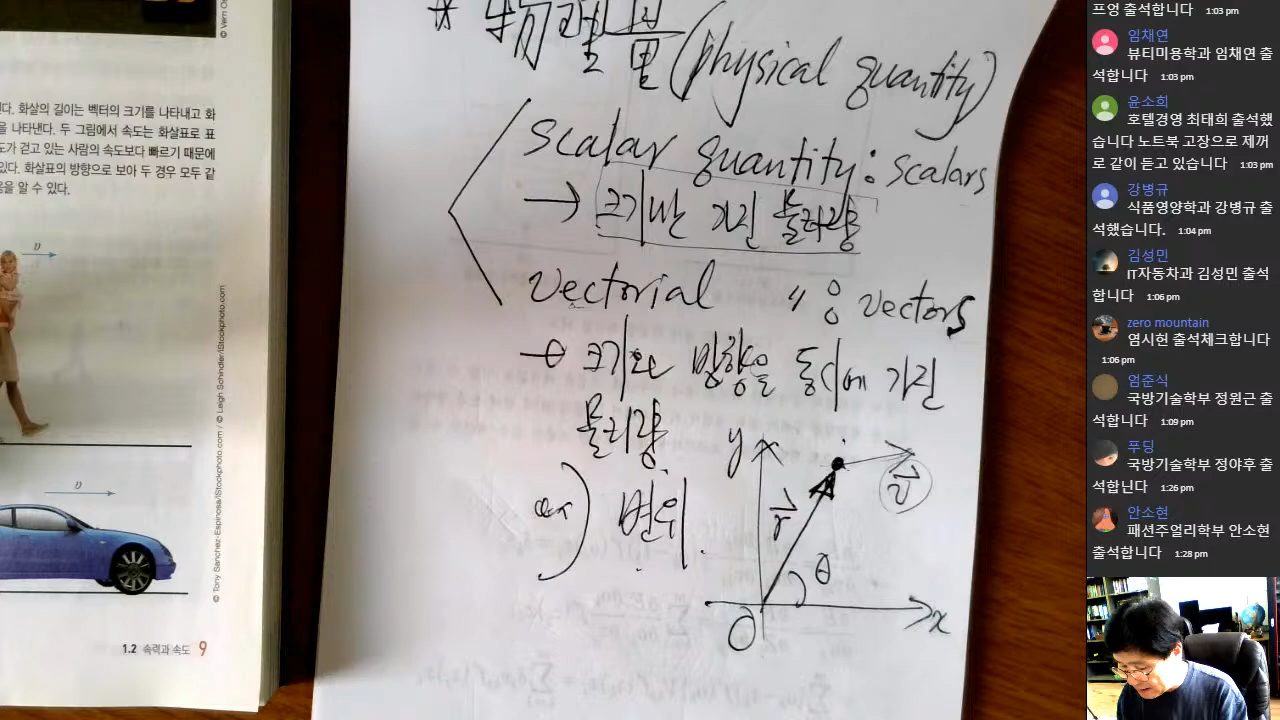 © Vern Os
다. 화살의 길이는 벡터의 크기를 나타내고 화
을 나타낸다. 두 그림에서 속도는 화살표로 표
도가 걷고 있는 사람의 속도보다 빠르기 때문에
있다. 화살표의 방향으로 보아 두 경우 모두 같
음을 알 수 있다.
υ
υ
© Tony Sanchez-Espinosa/iStockphoto.com / © Leigh Schindler/iStockphoto.com
1.2 속력과 속도 9
* 物理量 (physical quantity)
scalar quantity : scalars
→ 크기만 가진 물리량
vectorial 〃 : vectors
→ 크기와 방향을 동시에 가진
물리량
ex) 변위.
y
r
v
θ
O
x
프엉 출석합니다 1:03 pm
임채연
뷰티미용학과 임채연 출
석합니다 1:03 pm
윤소희
호텔경영 최태희 출석했
습니다 노트북 고장으로 제꺼
로 같이 듣고 있습니다 1:03 pm
강병규
식품영양학과 강병규 출
석했습니다. 1:04 pm
김성민
IT자동차과 김성민 출석
합니다 1:06 pm
zero mountain
염시헌 출석체크합니다
1:06 pm
엄준식
국방기술학부 정원근 출
석합니다 1:09 pm
푸딩
국방기술학부 정야후 출
석합닌다 1:26 pm
안소현
패션주얼리학부 안소현
출석합니다 1:28 pm